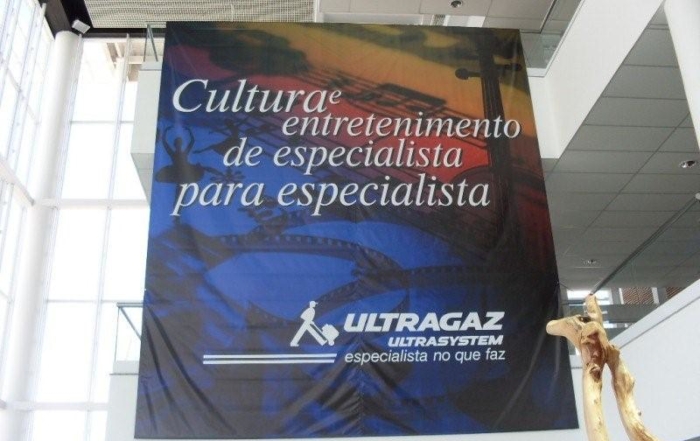 Cultura e
entretenimento
de especialista
para especialista
ULTRAGAZ
ULTRASYSTEM
especialista no que faz